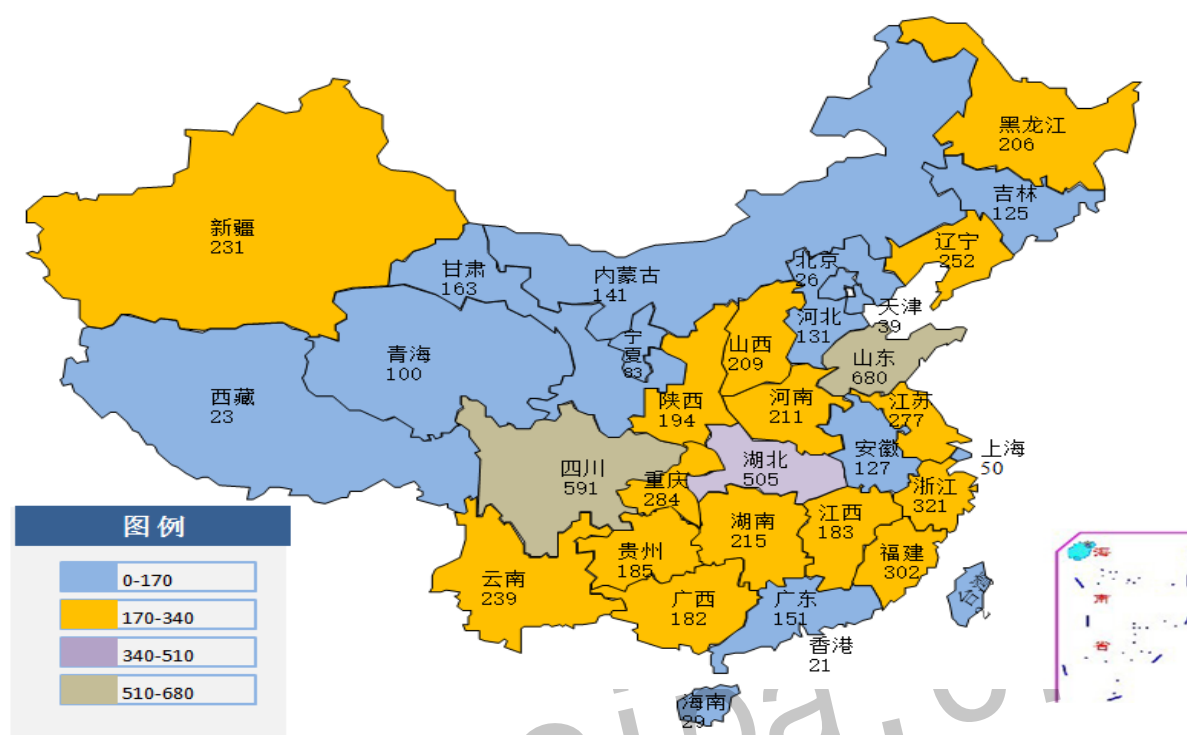 黑龙江
206
吉林
125
新疆
231
辽宁
252
北京
26
甘肃
163
内蒙古
141
天津
39
河北
131
宁
夏
山西
209
青海
100
山东
680
西藏
23
陕西
194
河南
211
江苏
277
上海
50
安徽
127
湖北
505
四川
591
重庆
284
浙江
321
江西
183
湖南
215
福建
302
贵州
185
云南
239
广西
182
广东
151
台湾
香港
21
海南
29
图例
0-170
170-340
340-510
510-680
海
南
省